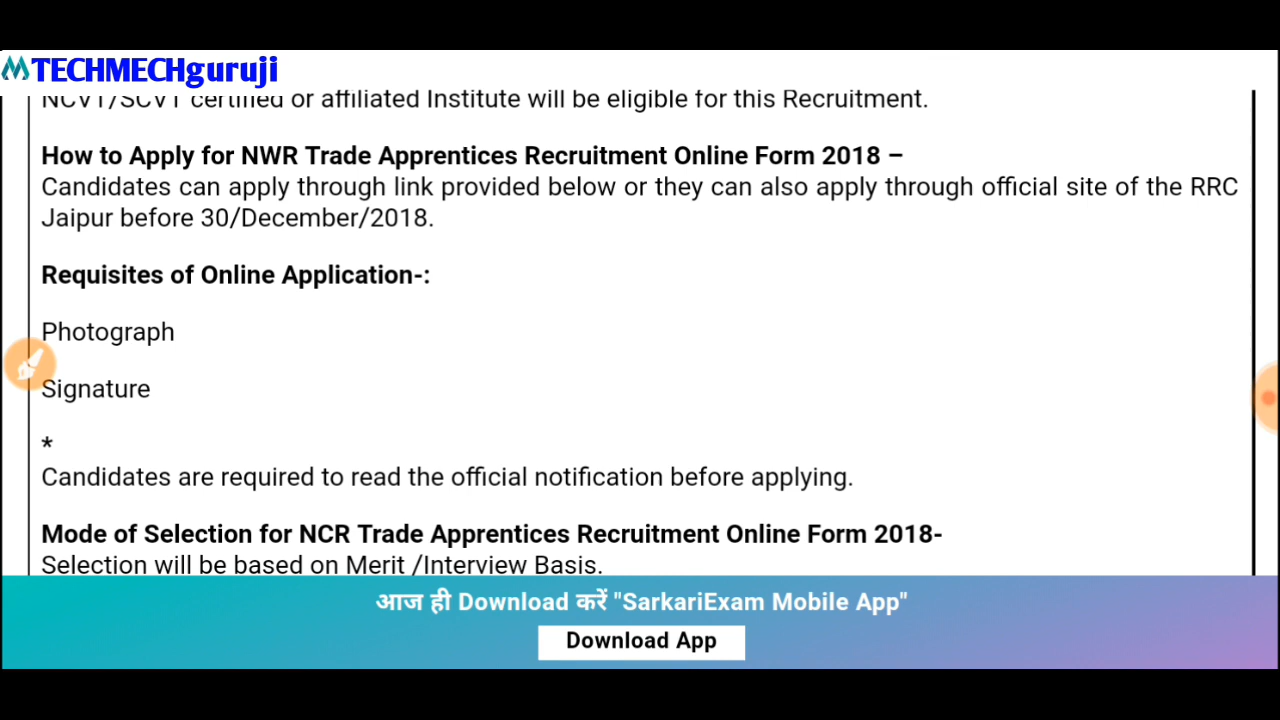 TECHMECHguruji
NCVT/SCVT certified or affiliated Institute will be eligible for this Recruitment.
How to Apply for NWR Trade Apprentices Recruitment Online Form 2018 –
Candidates can apply through link provided below or they can also apply through official site of the RRC
Jaipur before 30/December/2018.
Requisites of Online Application-:
Photograph
Signature
*
Candidates are required to read the official notification before applying.
Mode of Selection for NCR Trade Apprentices Recruitment Online Form 2018-
Selection will be based on Merit /Interview Basis.
आज ही Download करें "SarkariExam Mobile App"
Download App